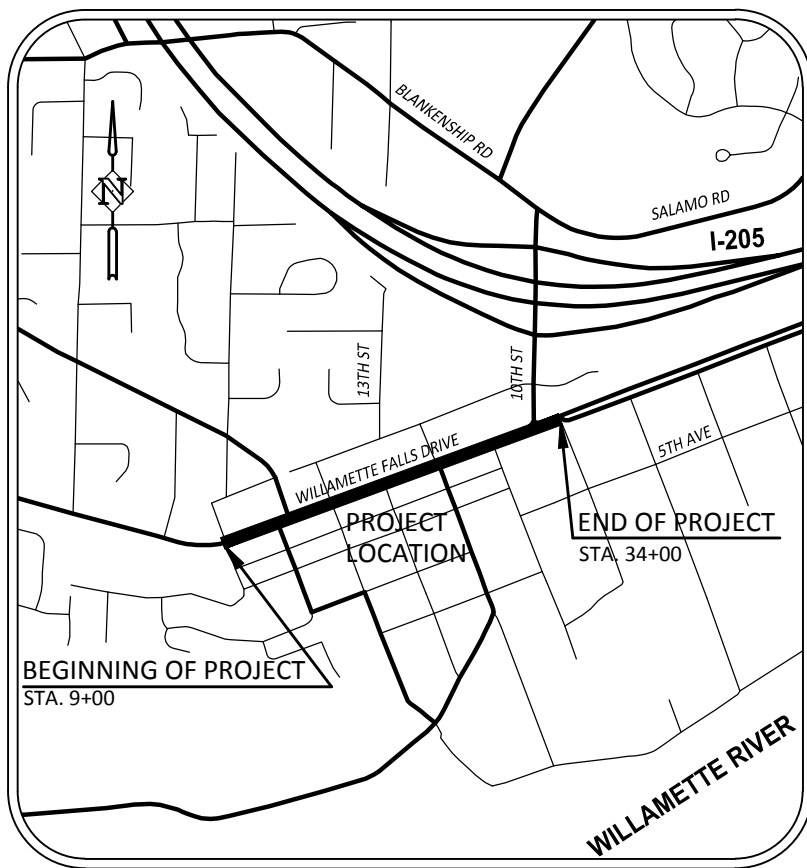 BLANKENSHIP RD
SALAMO RD
I-205
N
13TH ST
10TH ST
WILLAMETTE FALLS DRIVE
5TH AVE
PROJECT
LOCATION
END OF PROJECT
STA. 34+00
BEGINNING OF PROJECT
STA. 9+00
WILLAMETTE RIVER